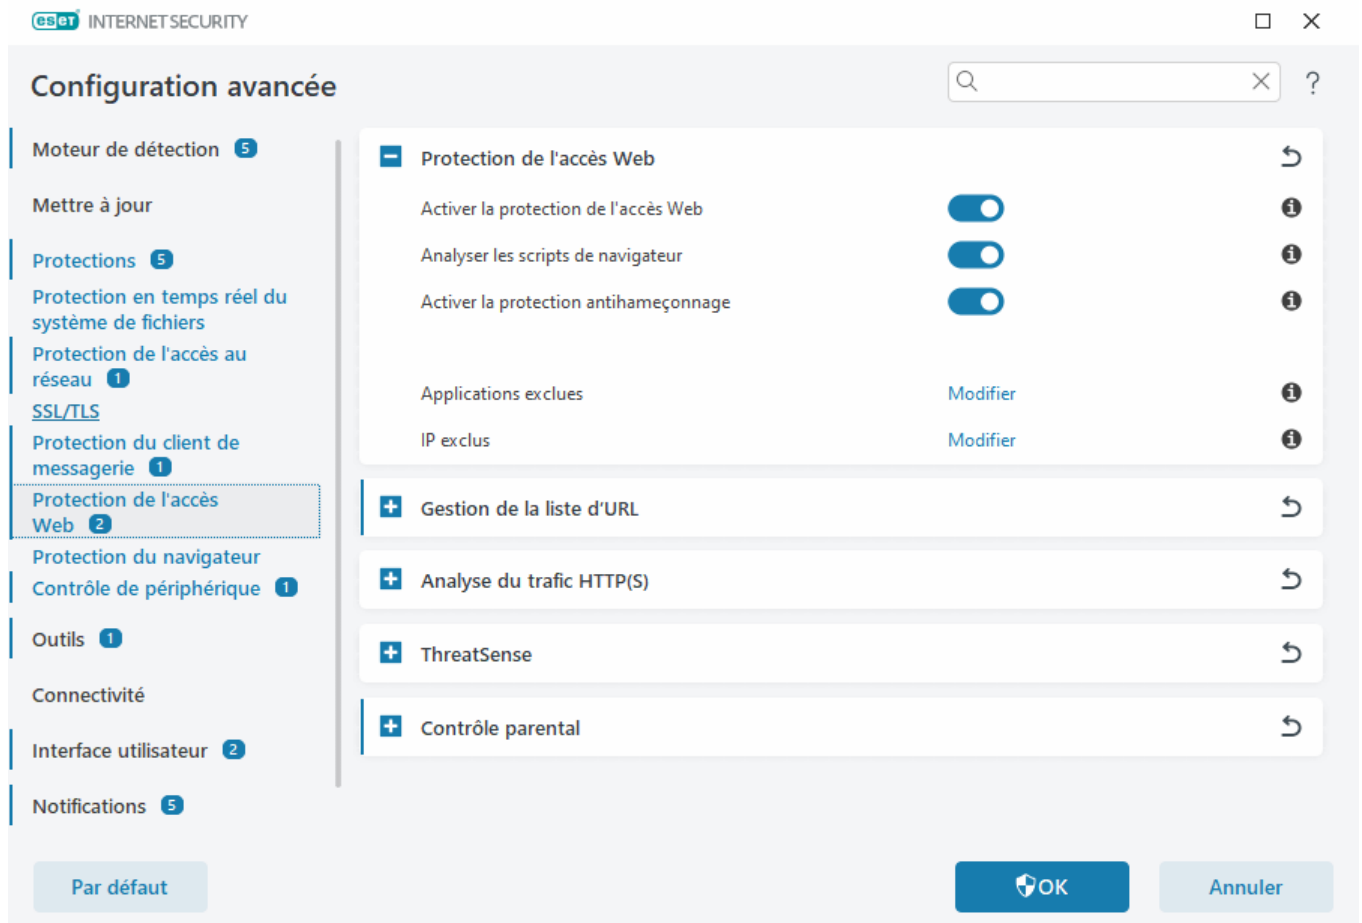 eset INTERNET SECURITY
Configuration avancée
?
Moteur de détection 5
Mettre à jour
Protections 5
Protection en temps réel du
système de fichiers
Protection de l'accès au
réseau 1
SSL/TLS
Protection du client de
messagerie 1
Protection de l'accès
Web 2
Protection du navigateur
Contrôle de périphérique 1
Outils 1
Connectivité
Interface utilisateur 2
Notifications 5
Protection de l'accès Web
Activer la protection de l'accès Web
Analyser les scripts de navigateur
Activer la protection antihameçonnage
Applications exclues Modifier
IP exclus Modifier
Gestion de la liste d'URL
Analyse du trafic HTTP(S)
ThreatSense
Contrôle parental
Par défaut
OK
Annuler